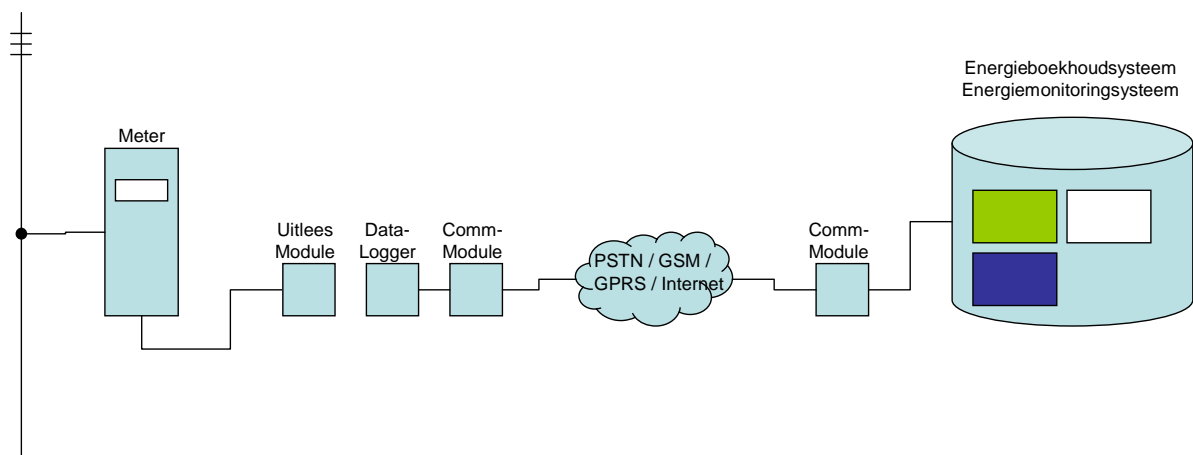 Energieboekhoudsysteem
Energiemonitoringsysteem
Meter
Uitlees
Module
Data-
Logger
Comm-
Module
PSTN / GSM /
GPRS / Internet
Comm-
Module